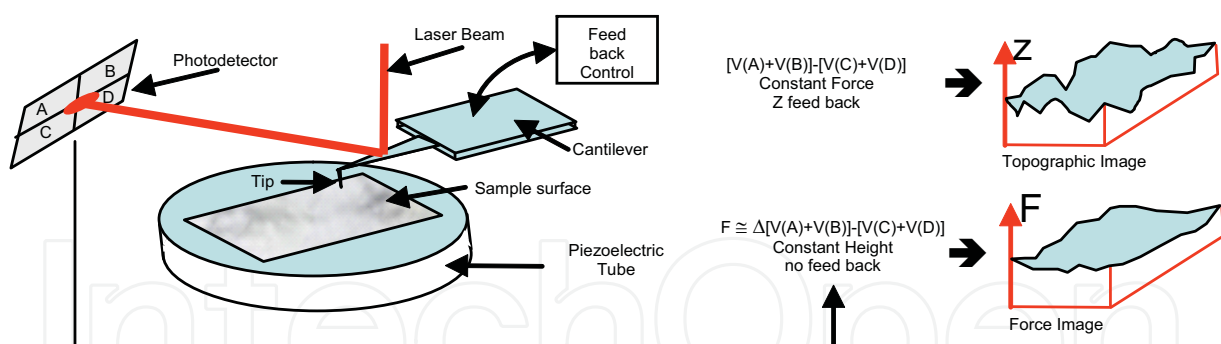 Photodetector
A
B
C
D
Laser Beam
Feed
back
Control
Cantilever
Tip
Sample surface
Piezoelectric
Tube
[V(A)+V(B)]-[V(C)+V(D)]
Constant Force
Z feed back
Z
Topographic Image
F ≅ Δ[V(A)+V(B)]-[V(C)+V(D)]
Constant Height
no feed back
F
Force Image
IntechOpen